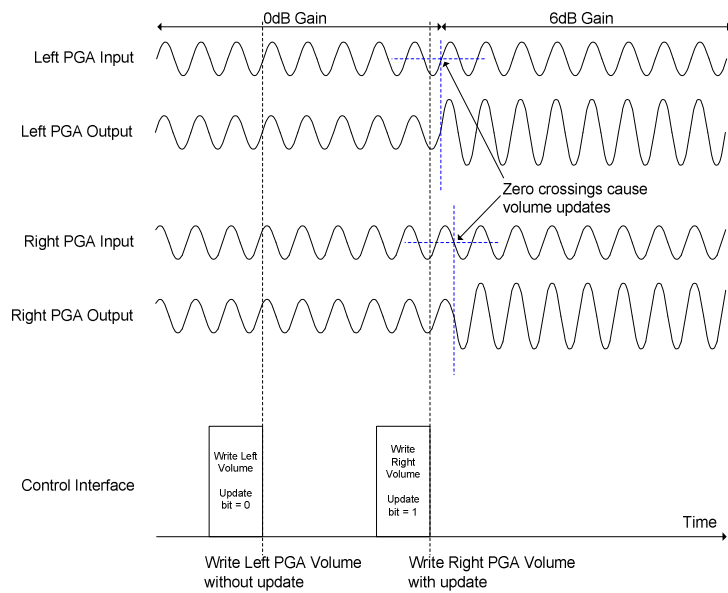 0dB Gain
6dB Gain
Left PGA Input
Left PGA Output
Zero crossings cause
volume updates
Right PGA Input
Right PGA Output
Write Left
Volume
Update
bit = 0
Write
Right
Volume
Update
bit = 1
Control Interface
Time
Write Left PGA Volume
without update
Write Right PGA Volume
with update